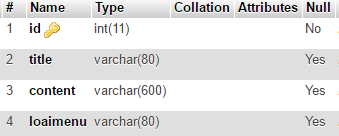 # Name Type Collation Attributes Null
1 id int(11) No
2 title varchar(80) Yes
3 content varchar(600) Yes
4 loaimenu varchar(80) Yes